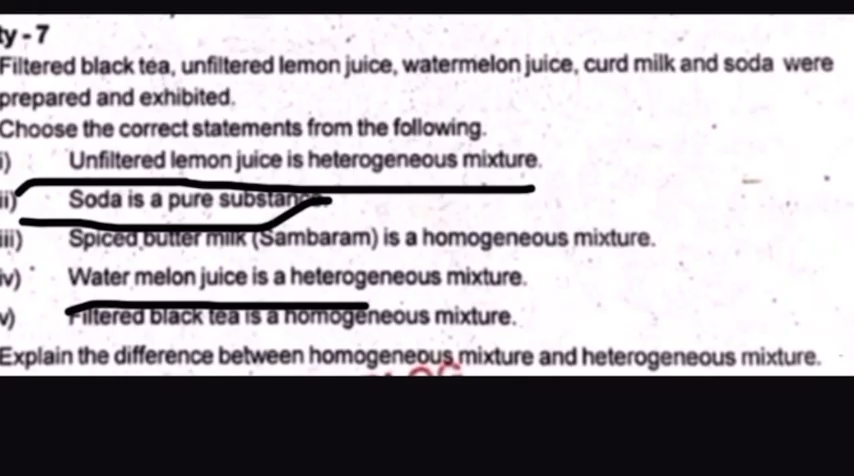 ty - 7
Filtered black tea, unfiltered lemon juice, watermelon juice, curd milk and soda were
prepared and exhibited.
Choose the correct statements from the following.
i) Unfiltered lemon juice is heterogeneous mixture.
ii) Soda is a pure substance
iii) Spiced butter milk (Sambaram) is a homogeneous mixture.
iv) Water melon juice is a heterogeneous mixture.
v) Filtered black tea is a homogeneous mixture.
Explain the difference between homogeneous mixture and heterogeneous mixture.